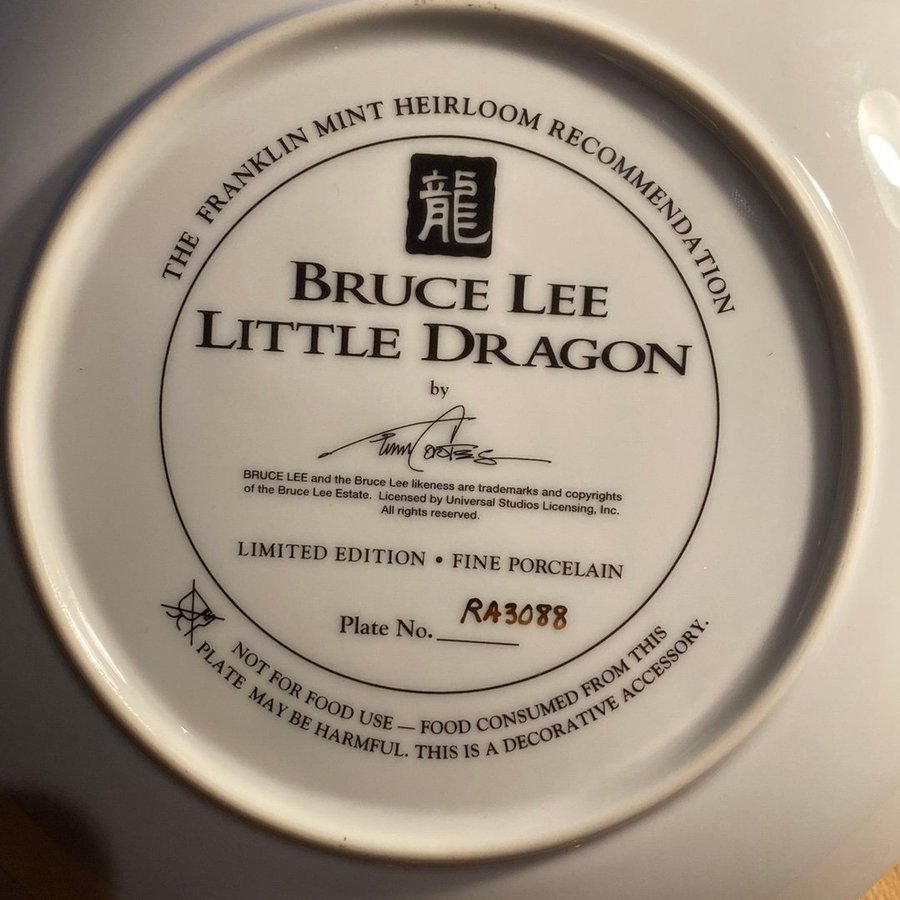 THE FRANKLIN MINT HEIRLOOM RECOMMENDATION
龍
BRUCE LEE
LITTLE DRAGON
by
BRUCE LEE and the Bruce Lee likeness are trademarks and copyrights
of the Bruce Lee Estate. Licensed by Universal Studios Licensing, Inc.
All rights reserved.
LIMITED EDITION • FINE PORCELAIN
Plate No. RA3088
NOT FOR FOOD USE — FOOD CONSUMED FROM THIS
PLATE MAY BE HARMFUL. THIS IS A DECORATIVE ACCESSORY.